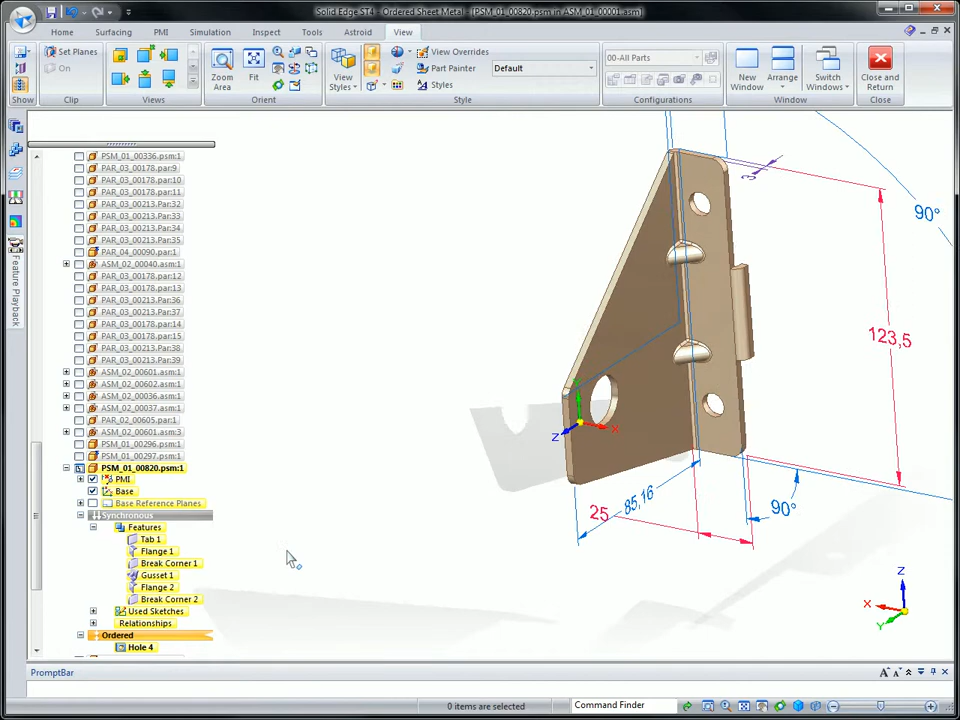 Solid Edge ST4 - Ordered Sheet Metal - [PSM_01_00820.psm in ASM_01_00001.asm]
Home Surfacing PMI Simulation Inspect Tools Astroid View
Set Planes
On
Show
Clip
Views
Zoom Area
Fit
Orient
View Styles
View Overrides
Part Painter
Styles
Default
Style
00-All Parts
Configurations
New Window
Arrange
Switch Windows
Window
Close and Return
Close
Feature Playback
PSM_01_00336.psm:1
PAR_03_00178.par:9
PAR_03_00178.par:10
PAR_03_00178.par:11
PAR_03_00213.par:32
PAR_03_00213.par:33
PAR_03_00213.par:34
PAR_03_00213.par:35
PAR_04_00090.par:1
ASM_02_00040.asm:1
PAR_03_00178.par:12
PAR_03_00178.par:13
PAR_03_00213.Par:36
PAR_03_00213.Par:37
PAR_03_00178.par:14
PAR_03_00178.par:15
PAR_03_00213.Par:38
PAR_03_00213.Par:39
ASM_02_00601.asm:1
ASM_02_00602.asm:1
ASM_02_00036.asm:1
ASM_02_00037.asm:1
PAR_02_00605.par:1
ASM_02_00601.asm:3
PSM_01_00296.psm:1
PSM_01_00297.psm:1
PSM_01_00820.psm:1
PMI
Base
Base Reference Planes
Synchronous
Features
Tab 1
Flange 1
Break Corner 1
Gusset 1
Flange 2
Break Corner 2
Used Sketches
Relationships
Ordered
Hole 4
3
90°
123,5
85,16
25
90°
Y
Z
X
Z
X
Y
PromptBar
0 items are selected
Command Finder